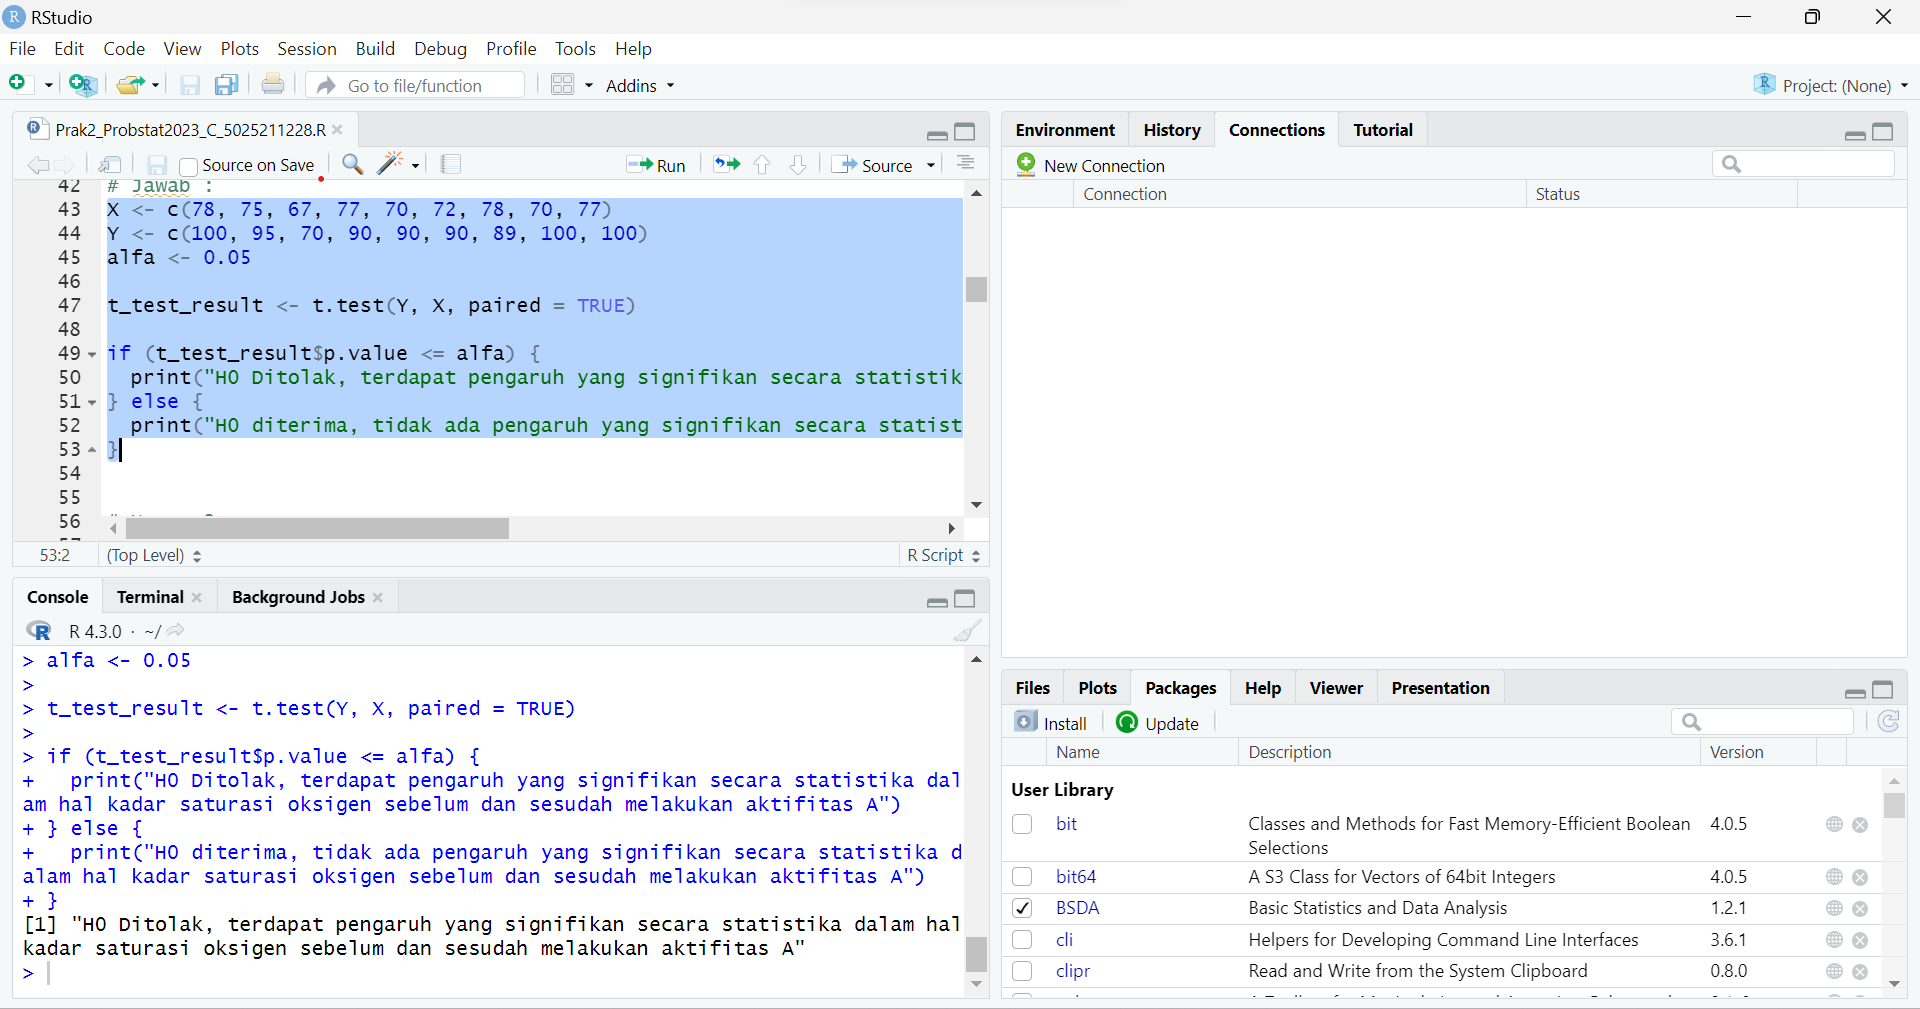 RStudio
File Edit Code View Plots Session Build Debug Profile Tools Help
Go to file/function Addins Project: (None)
Prak2_Probstat2023_C_5025211228.R
Source on Save Run Source
42 # Jawab :
43 X <- c(78, 75, 67, 77, 70, 72, 78, 70, 77)
44 Y <- c(100, 95, 70, 90, 90, 90, 89, 100, 100)
45 alfa <- 0.05
46
47 t_test_result <- t.test(Y, X, paired = TRUE)
48
49 if (t_test_result$p.value <= alfa) {
50 print("H0 Ditolak, terdapat pengaruh yang signifikan secara statistik
51 } else {
52 print("H0 diterima, tidak ada pengaruh yang signifikan secara statist
53 }
54
55
56
53:2 (Top Level) R Script
Console Terminal Background Jobs
R 4.3.0 · ~/
> alfa <- 0.05
>
> t_test_result <- t.test(Y, X, paired = TRUE)
>
> if (t_test_result$p.value <= alfa) {
+ print("H0 Ditolak, terdapat pengaruh yang signifikan secara statistika dal
am hal kadar saturasi oksigen sebelum dan sesudah melakukan aktifitas A")
+ } else {
+ print("H0 diterima, tidak ada pengaruh yang signifikan secara statistika d
alam hal kadar saturasi oksigen sebelum dan sesudah melakukan aktifitas A")
+ }
[1] "H0 Ditolak, terdapat pengaruh yang signifikan secara statistika dalam hal
kadar saturasi oksigen sebelum dan sesudah melakukan aktifitas A"
>
Environment History Connections Tutorial
New Connection
Connection Status
Files Plots Packages Help Viewer Presentation
Install Update
Name Description Version
User Library
bit Classes and Methods for Fast Memory-Efficient Boolean 4.0.5
Selections
bit64 A S3 Class for Vectors of 64bit Integers 4.0.5
BSDA Basic Statistics and Data Analysis 1.2.1
cli Helpers for Developing Command Line Interfaces 3.6.1
clipr Read and Write from the System Clipboard 0.8.0